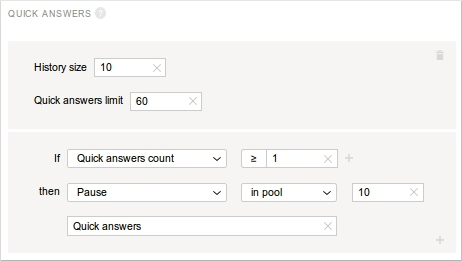 QUICK ANSWERS ?
History size 10
Quick answers limit 60
If Quick answers count ≥ 1
then Pause in pool 10
Quick answers